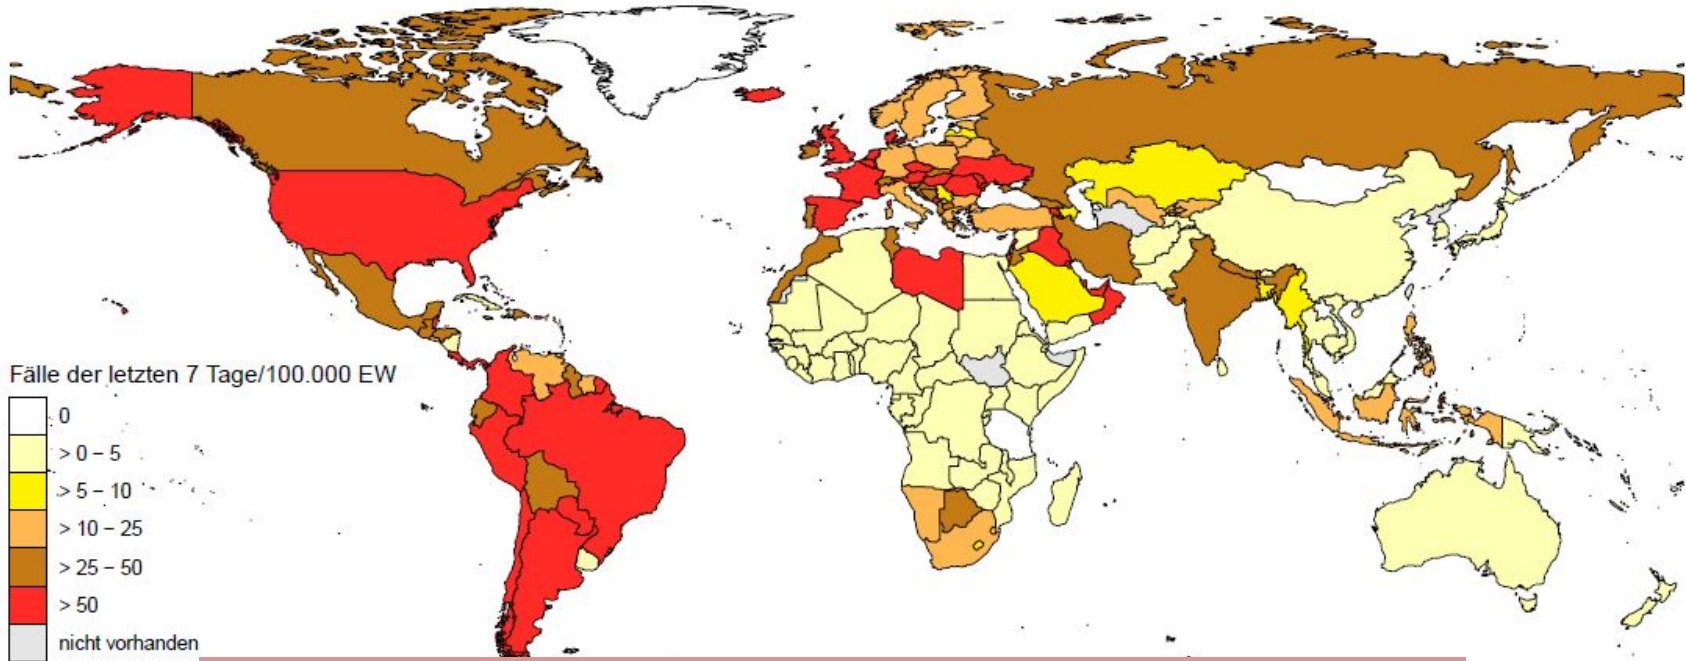 Fälle der letzten 7 Tage/100.000 EW
0
> 0 – 5
> 5 – 10
> 10 – 25
> 25 – 50
> 50
nicht vorhanden